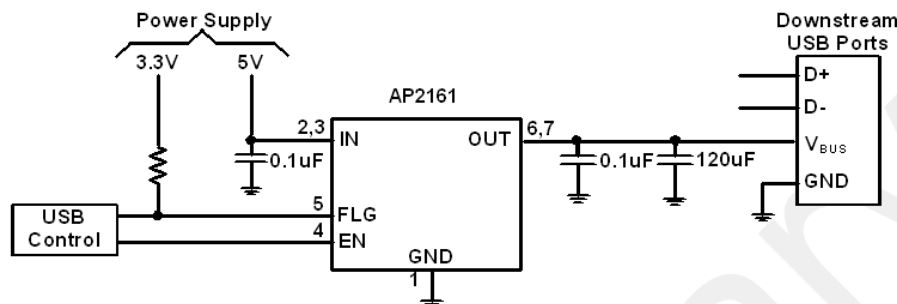 Power Supply
3.3V 5V
Downstream
USB Ports
D+
D-
VBUS
GND
AP2161
2,3
IN
OUT
6,7
0.1uF
0.1uF
120uF
USB
Control
5
FLG
4
EN
GND
1